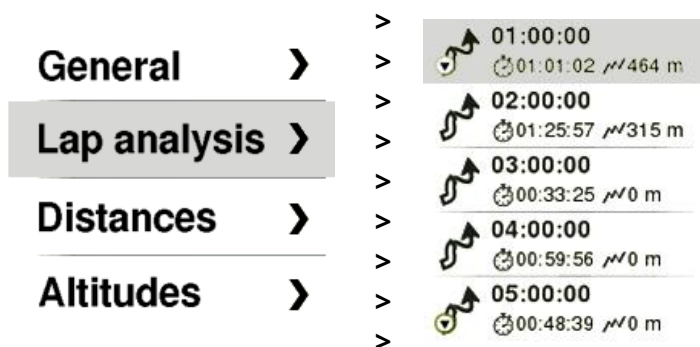 General ❯
Lap analysis ❯
Distances ❯
Altitudes ❯
>
>
>
>
>
>
>
>
>
01:00:00
01:01:02 464 m
02:00:00
01:25:57 315 m
03:00:00
00:33:25 0 m
04:00:00
00:59:56 0 m
05:00:00
00:48:39 0 m